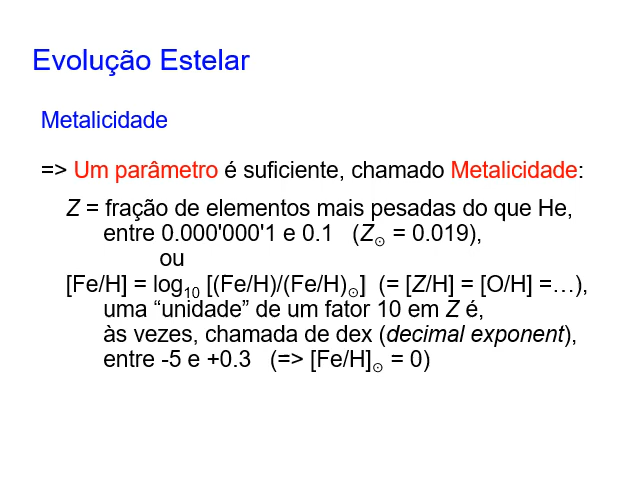 Evolução Estelar
Metalicidade
=> Um parâmetro é suficiente, chamado Metalicidade:
Z = fração de elementos mais pesadas do que He,
entre 0.000'000'1 e 0.1 (Z☉ = 0.019),
ou
[Fe/H] = log₁₀ [(Fe/H)/(Fe/H)☉] (= [Z/H] = [O/H] =…),
uma “unidade” de um fator 10 em Z é,
às vezes, chamada de dex (decimal exponent),
entre -5 e +0.3 (=> [Fe/H]☉ = 0)